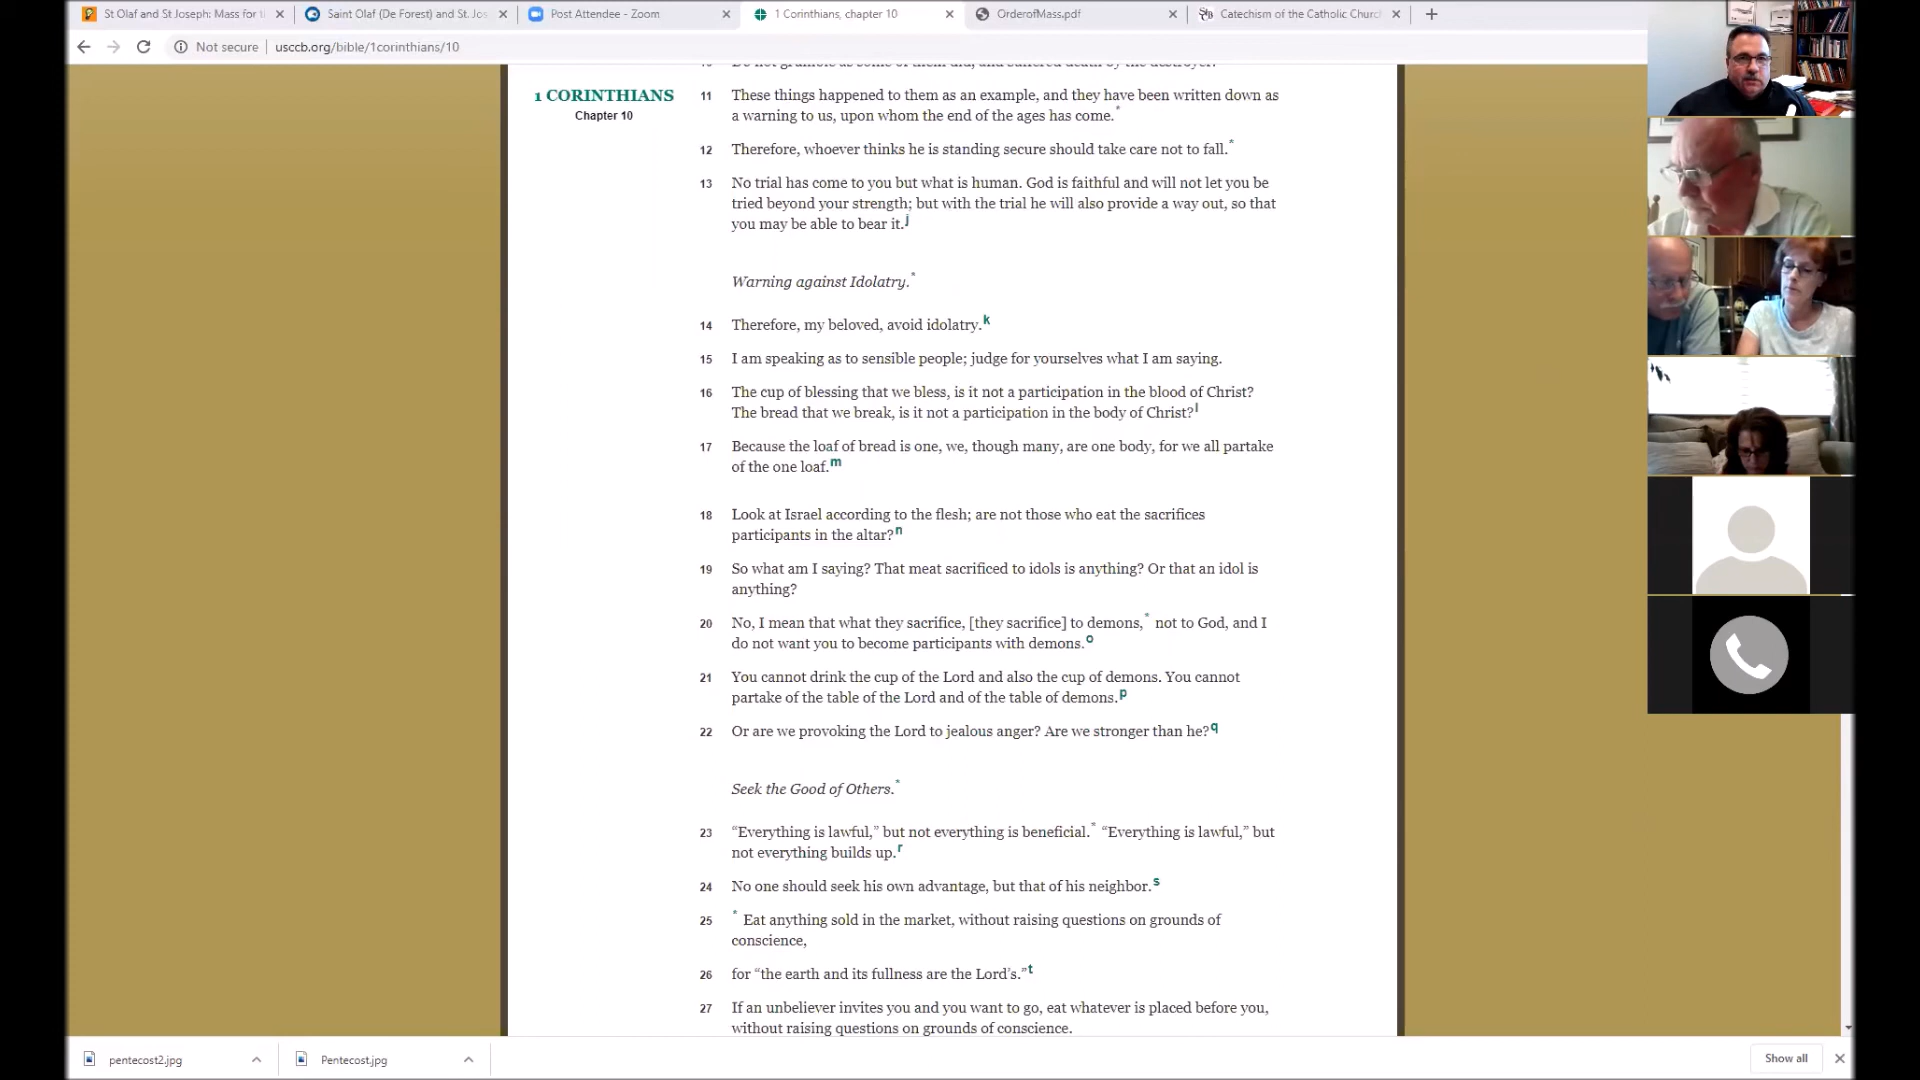 St Olaf and St Joseph: Mass for
Saint Olaf (De Forest) and St. Jos
Post Attendee - Zoom
1 Corinthians, chapter 10
OrderofMass.pdf
Catechism of the Catholic Church
Not secure
usccb.org/bible/1corinthians/10
1 CORINTHIANS
Chapter 10
10 Do not grumble as some of them did, and suffered death by the destroyer.
11 These things happened to them as an example, and they have been written down as
a warning to us, upon whom the end of the ages has come.*
12 Therefore, whoever thinks he is standing secure should take care not to fall.*
13 No trial has come to you but what is human. God is faithful and will not let you be
tried beyond your strength; but with the trial he will also provide a way out, so that
you may be able to bear it.j
Warning against Idolatry.*
14 Therefore, my beloved, avoid idolatry.k
15 I am speaking as to sensible people; judge for yourselves what I am saying.
16 The cup of blessing that we bless, is it not a participation in the blood of Christ?
The bread that we break, is it not a participation in the body of Christ?l
17 Because the loaf of bread is one, we, though many, are one body, for we all partake
of the one loaf.m
18 Look at Israel according to the flesh; are not those who eat the sacrifices
participants in the altar?n
19 So what am I saying? That meat sacrificed to idols is anything? Or that an idol is
anything?
20 No, I mean that what they sacrifice, [they sacrifice] to demons,* not to God, and I
do not want you to become participants with demons.o
21 You cannot drink the cup of the Lord and also the cup of demons. You cannot
partake of the table of the Lord and of the table of demons.p
22 Or are we provoking the Lord to jealous anger? Are we stronger than he?q
Seek the Good of Others.*
23 “Everything is lawful,” but not everything is beneficial.* “Everything is lawful,” but
not everything builds up.r
24 No one should seek his own advantage, but that of his neighbor.s
25 * Eat anything sold in the market, without raising questions on grounds of
conscience,
26 for “the earth and its fullness are the Lord’s.”t
27 If an unbeliever invites you and you want to go, eat whatever is placed before you,
without raising questions on grounds of conscience.
pentecost2.jpg
Pentecost.jpg
Show all